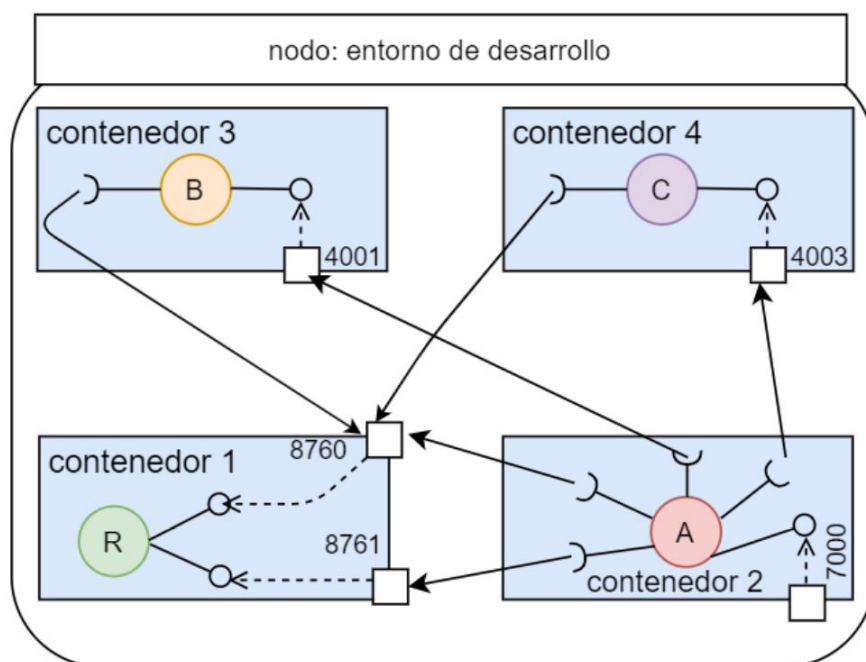 nodo: entorno de desarrollo
contenedor 3
B
4001
contenedor 4
C
4003
contenedor 1
8760
R
8761
A
contenedor 2
7000